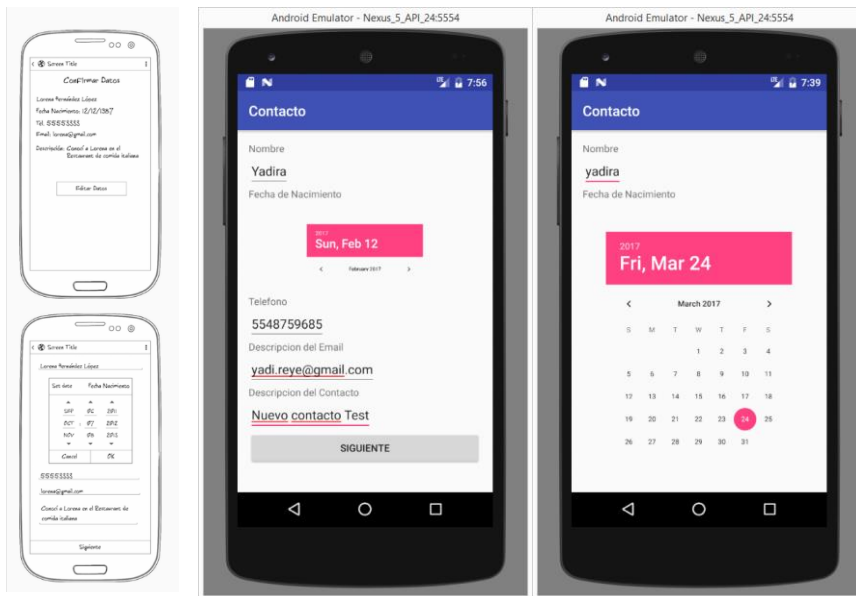 Screen Title
Confirmar Datos
Lorena Fernández López
Fecha Nacimiento: 12/12/1987
Tel. 55553333
Email: lorena@gmail.com
Descripción: Conocí a Lorena en el
Restaurant de comida italiana
Editar Datos
Screen Title
Lorena Fernández López
Set date Fecha Nacimiento
SEP 06 2011
OCT 07 2012
NOV 08 2013
Cancel OK
55553333
lorena@gmail.com
Conocí a Lorena en el Restaurant de
comida italiana
Siguiente
Android Emulator - Nexus_5_API_24:5554
7:56
Contacto
Nombre
Yadira
Fecha de Nacimiento
2017
Sun, Feb 12
February 2017
Telefono
5548759685
Descripcion del Email
yadi.reye@gmail.com
Descripcion del Contacto
Nuevo contacto Test
SIGUIENTE
Android Emulator - Nexus_5_API_24:5554
7:39
Contacto
Nombre
yadira
Fecha de Nacimiento
2017
Fri, Mar 24
March 2017
S M T W T F S
1 2 3 4
5 6 7 8 9 10 11
12 13 14 15 16 17 18
19 20 21 22 23 24 25
26 27 28 29 30 31